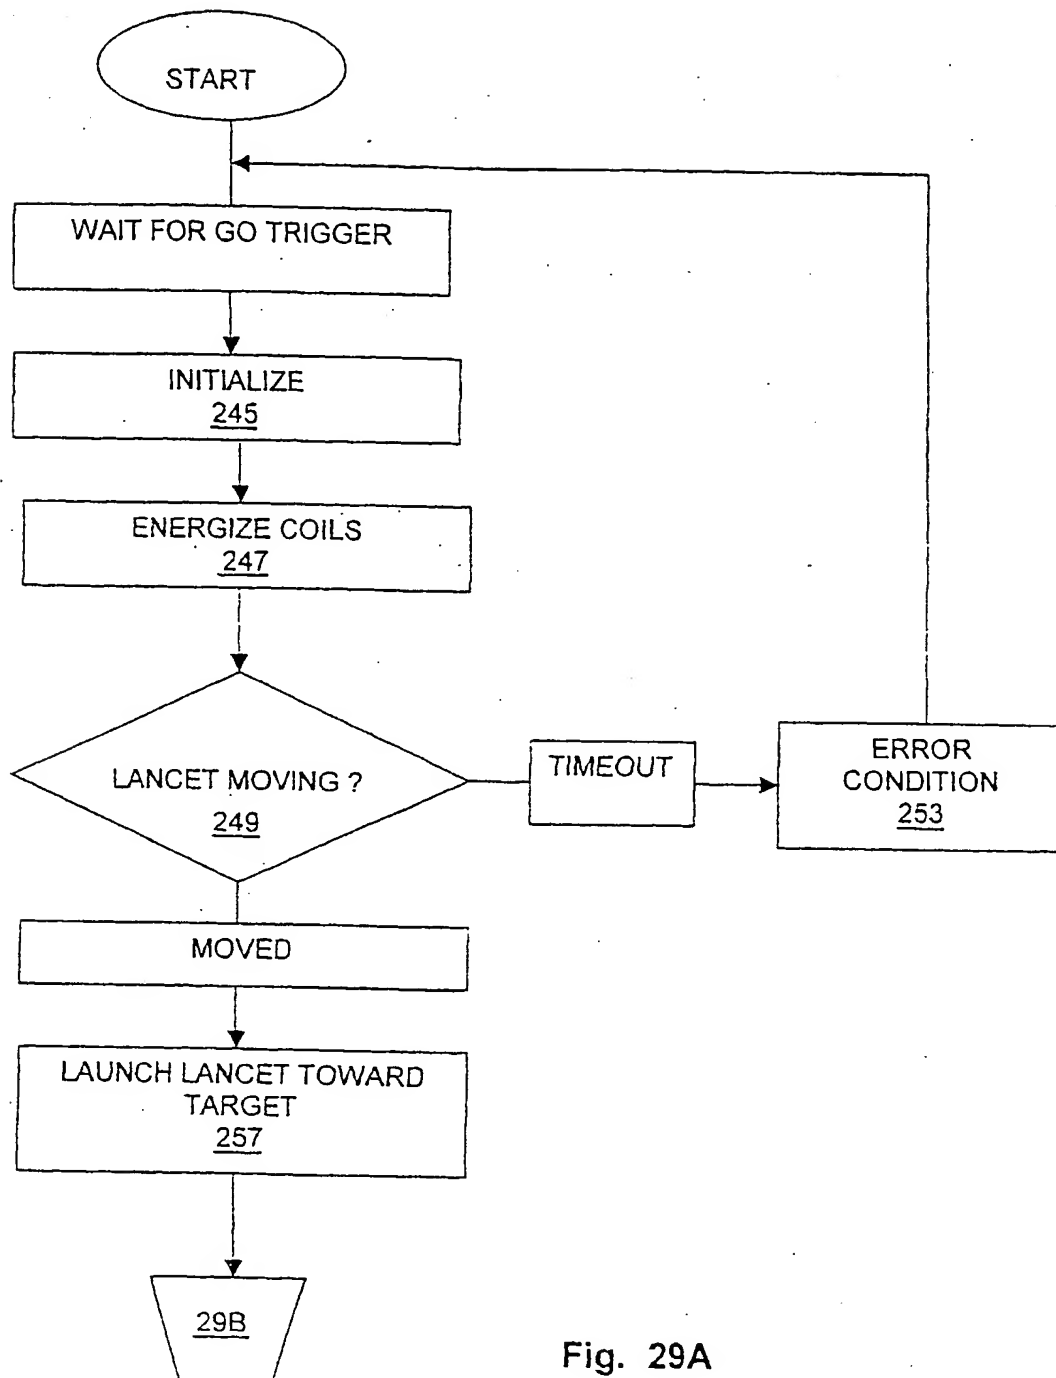 START
WAIT FOR GO TRIGGER
INITIALIZE
245
ENERGIZE COILS
247
LANCET MOVING ?
249
TIMEOUT
ERROR
CONDITION
253
MOVED
LAUNCH LANCET TOWARD
TARGET
257
29B
Fig. 29A